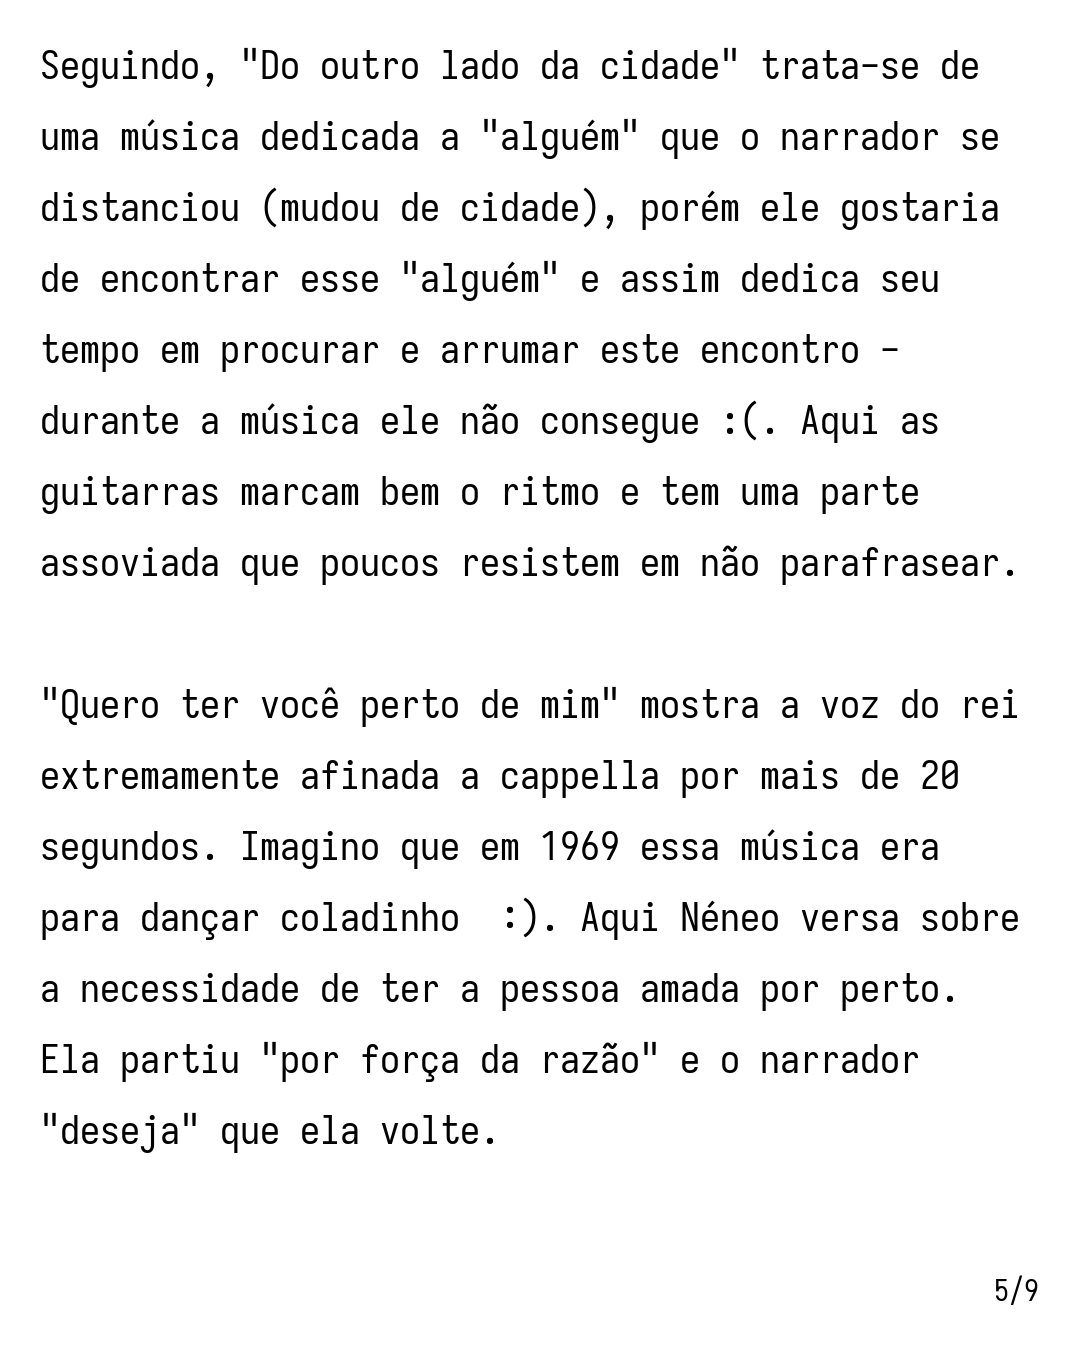 Seguindo, "Do outro lado da cidade" trata-se de
uma música dedicada a "alguém" que o narrador se
distanciou (mudou de cidade), porém ele gostaria
de encontrar esse "alguém" e assim dedica seu
tempo em procurar e arrumar este encontro -
durante a música ele não consegue :(. Aqui as
guitarras marcam bem o ritmo e tem uma parte
assoviada que poucos resistem em não parafrasear.
"Quero ter você perto de mim" mostra a voz do rei
extremamente afinada a cappella por mais de 20
segundos. Imagino que em 1969 essa música era
para dançar coladinho  :). Aqui Néneo versa sobre
a necessidade de ter a pessoa amada por perto.
Ela partiu "por força da razão" e o narrador
"deseja" que ela volte.
5/9